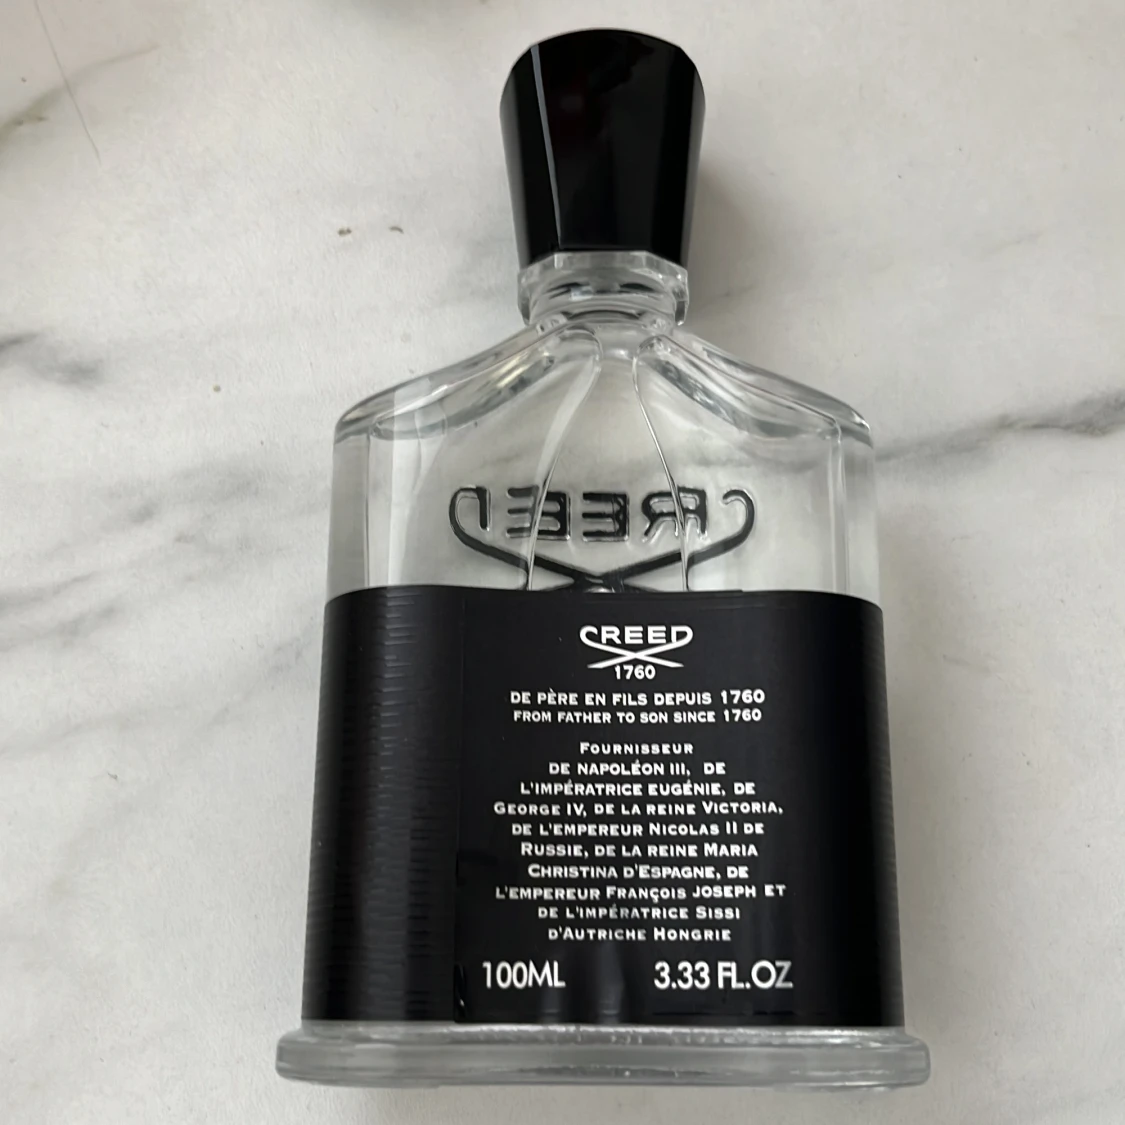 CREED
CREED
1760
DE PÈRE EN FILS DEPUIS 1760
FROM FATHER TO SON SINCE 1760
FOURNISSEUR
DE NAPOLÉON III, DE
L'IMPÉRATRICE EUGÉNIE, DE
GEORGE IV, DE LA REINE VICTORIA,
DE L'EMPEREUR NICOLAS II DE
RUSSIE, DE LA REINE MARIA
CHRISTINA D'ESPAGNE, DE
L'EMPEREUR FRANÇOIS JOSEPH ET
DE L'IMPÉRATRICE SISSI
D'AUTRICHE HONGRIE
100ML 3.33 FL.OZ